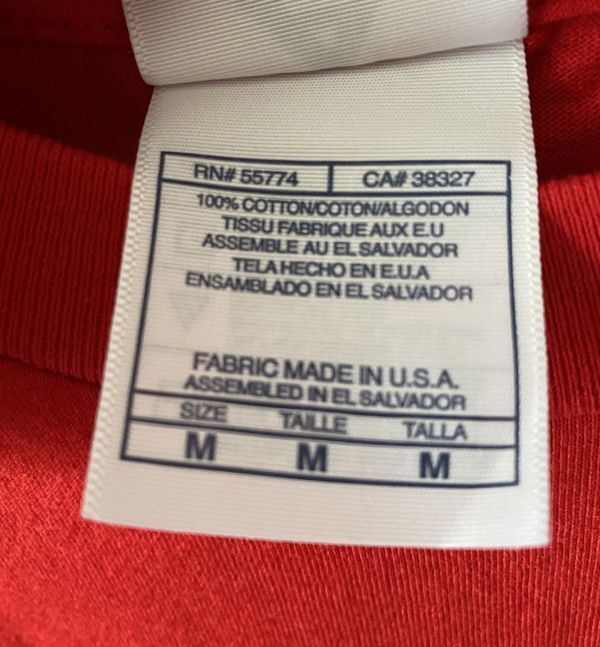 RN# 55774 CA# 38327
100% COTTON/COTON/ALGODON
TISSU FABRIQUE AUX E.U
ASSEMBLE AU EL SALVADOR
TELA HECHO EN E.U.A
ENSAMBLADO EN EL SALVADOR
FABRIC MADE IN U.S.A.
ASSEMBLED IN EL SALVADOR
SIZE TAILLE TALLA
M M M